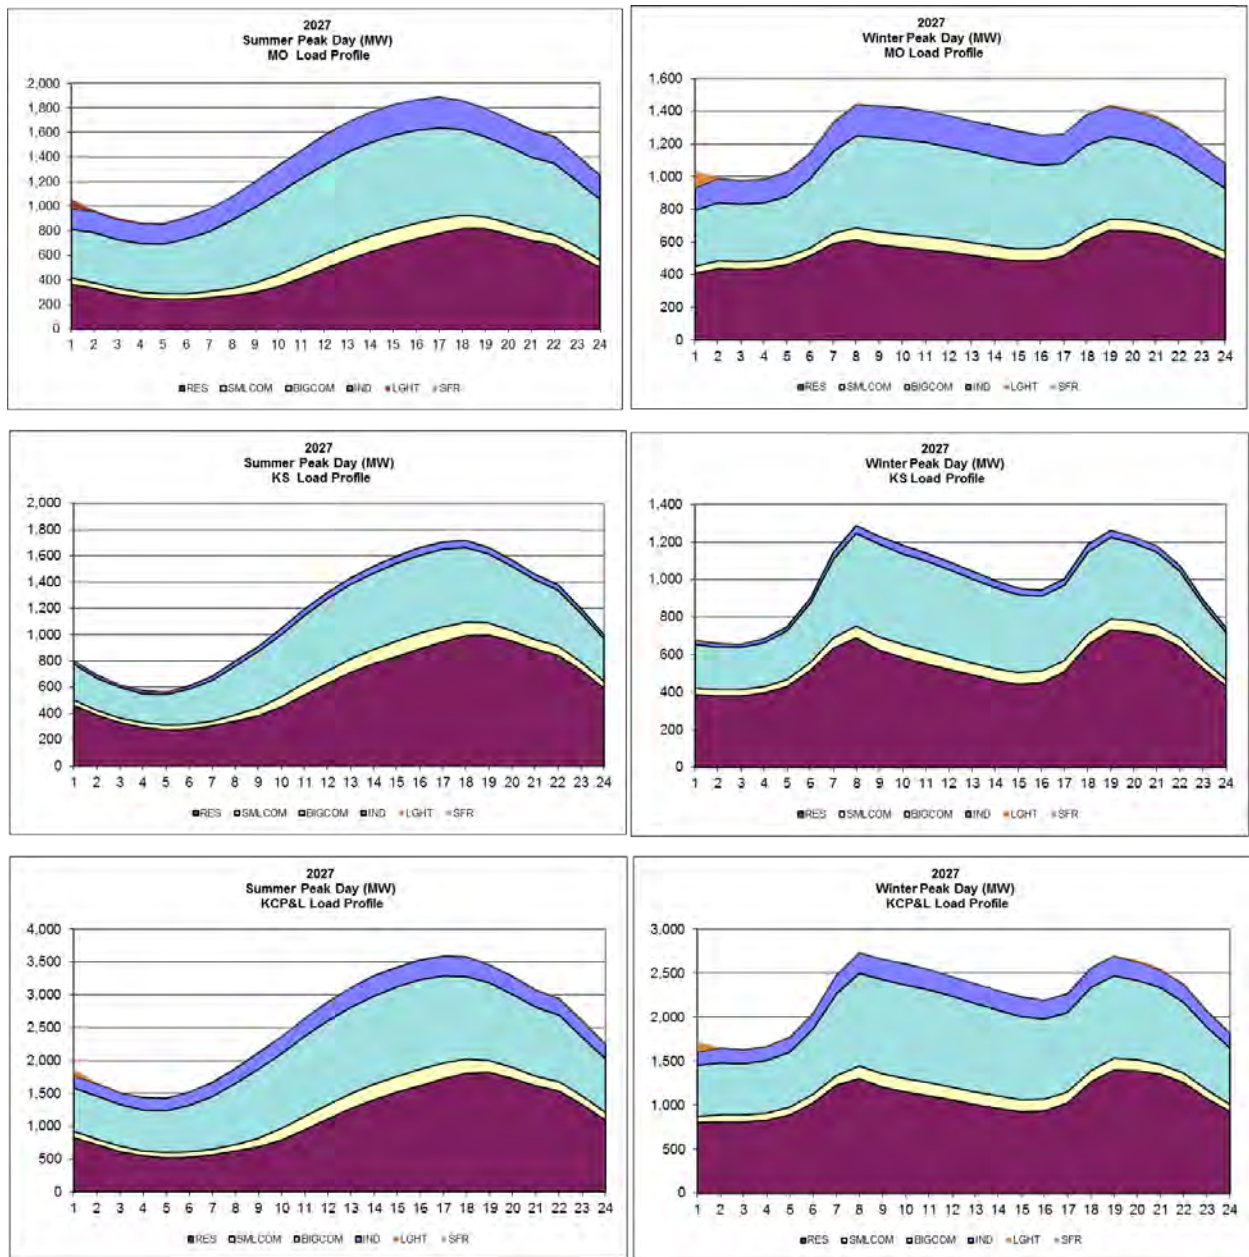 2027
Summer Peak Day (MW)
MO Load Profile
2,000
1,800
1,600
1,400
1,200
1,000
800
600
400
200
0
1 2 3 4 5 6 7 8 9 10 11 12 13 14 15 16 17 18 19 20 21 22 23 24
RES SMLCOM BIGCOM IND LGHT SFR
2027
Winter Peak Day (MW)
MO Load Profile
1,600
1,400
1,200
1,000
800
600
400
200
0
1 2 3 4 5 6 7 8 9 10 11 12 13 14 15 16 17 18 19 20 21 22 23 24
RES SMLCOM BIGCOM IND LGHT SFR
2027
Summer Peak Day (MW)
KS Load Profile
2,000
1,800
1,600
1,400
1,200
1,000
800
600
400
200
0
1 2 3 4 5 6 7 8 9 10 11 12 13 14 15 16 17 18 19 20 21 22 23 24
RES SMLCOM BIGCOM IND LGHT SFR
2027
Winter Peak Day (MW)
KS Load Profile
1,400
1,200
1,000
800
600
400
200
0
1 2 3 4 5 6 7 8 9 10 11 12 13 14 15 16 17 18 19 20 21 22 23 24
RES SMLCOM BIGCOM IND LGHT SFR
2027
Summer Peak Day (MW)
KCP&L Load Profile
4,000
3,500
3,000
2,500
2,000
1,500
1,000
500
0
1 2 3 4 5 6 7 8 9 10 11 12 13 14 15 16 17 18 19 20 21 22 23 24
RES SMLCOM BIGCOM IND LGHT SFR
2027
Winter Peak Day (MW)
KCP&L Load Profile
3,000
2,500
2,000
1,500
1,000
500
0
1 2 3 4 5 6 7 8 9 10 11 12 13 14 15 16 17 18 19 20 21 22 23 24
RES SMLCOM BIGCOM IND LGHT SFR